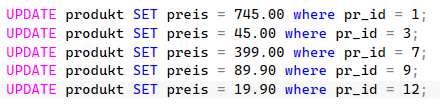 UPDATE produkt SET preis = 745.00 where pr_id = 1;
UPDATE produkt SET preis = 45.00 where pr_id = 3;
UPDATE produkt SET preis = 399.00 where pr_id = 7;
UPDATE produkt SET preis = 89.90 where pr_id = 9;
UPDATE produkt SET preis = 19.90 where pr_id = 12;